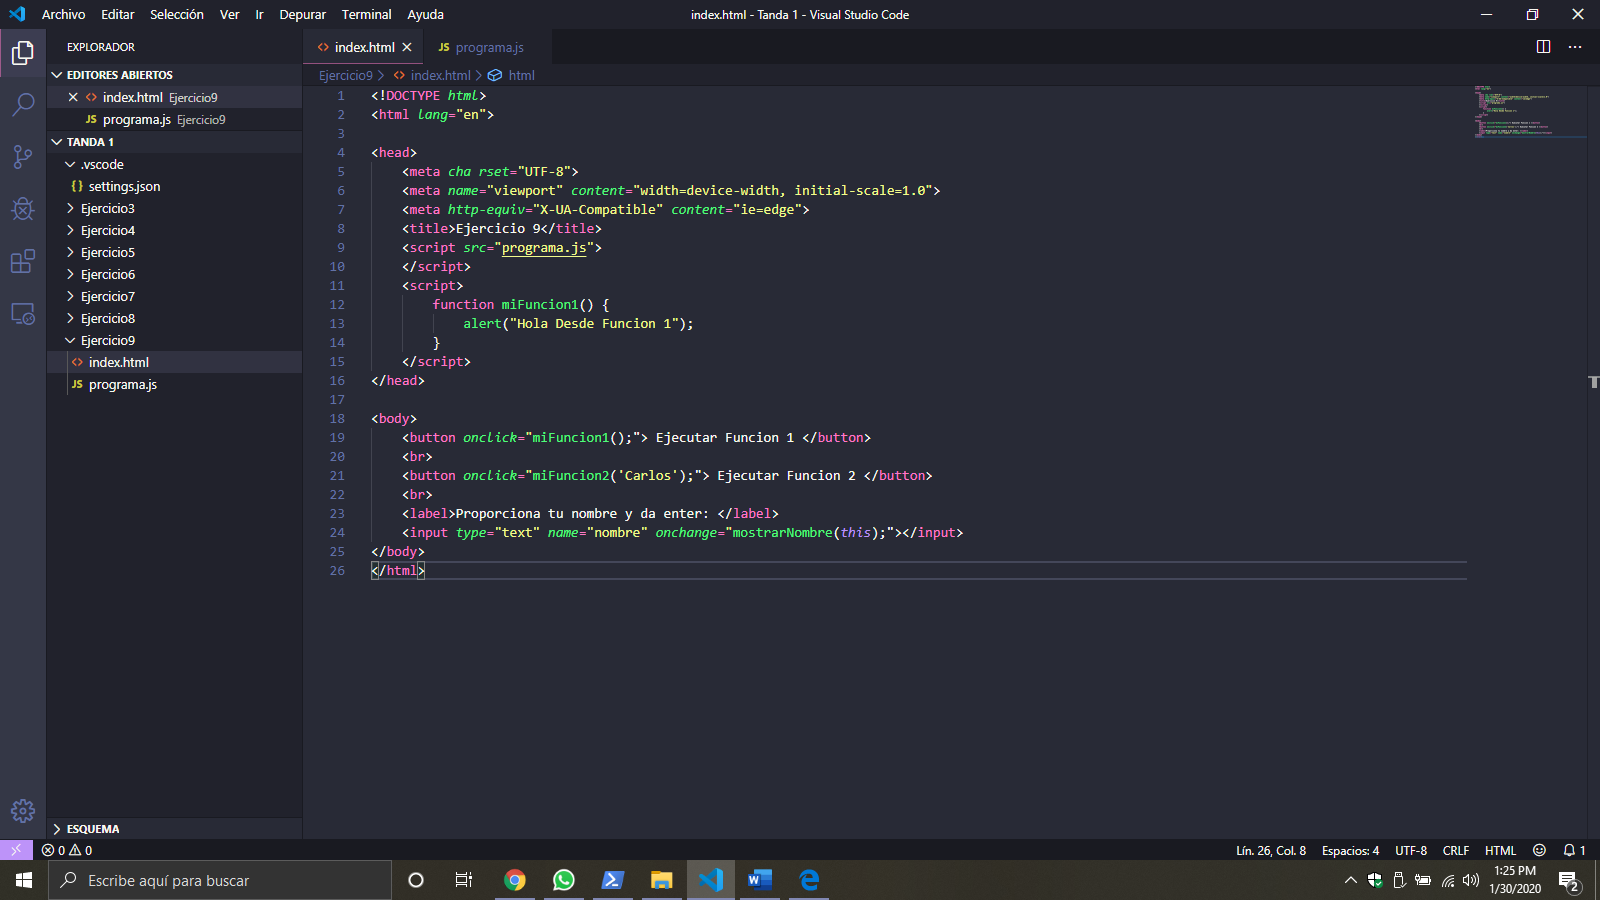 Archivo Editar Selección Ver Ir Depurar Terminal Ayuda
index.html - Tanda 1 - Visual Studio Code
EXPLORADOR
EDITORES ABIERTOS
index.html Ejercicio9
JS programa.js Ejercicio9
TANDA 1
.vscode
{} settings.json
Ejercicio3
Ejercicio4
Ejercicio5
Ejercicio6
Ejercicio7
Ejercicio8
Ejercicio9
<> index.html
JS programa.js
ESQUEMA
<> index.html
JS programa.js
Ejercicio9 > <> index.html > html
1 <!DOCTYPE html>
2 <html lang="en">
3
4 <head>
5 <meta cha rset="UTF-8">
6 <meta name="viewport" content="width=device-width, initial-scale=1.0">
7 <meta http-equiv="X-UA-Compatible" content="ie=edge">
8 <title>Ejercicio 9</title>
9 <script src="programa.js">
10 </script>
11 <script>
12 function miFuncion1() {
13 alert("Hola Desde Funcion 1");
14 }
15 </script>
16 </head>
17
18 <body>
19 <button onclick="miFuncion1();"> Ejecutar Funcion 1 </button>
20 <br>
21 <button onclick="miFuncion2('Carlos');"> Ejecutar Funcion 2 </button>
22 <br>
23 <label>Proporciona tu nombre y da enter: </label>
24 <input type="text" name="nombre" onchange="mostrarNombre(this);"></input>
25 </body>
26 </html>
0 0
Lín. 26, Col. 8 Espacios: 4 UTF-8 CRLF HTML 1
Escribe aquí para buscar
1:25 PM
1/30/2020
2